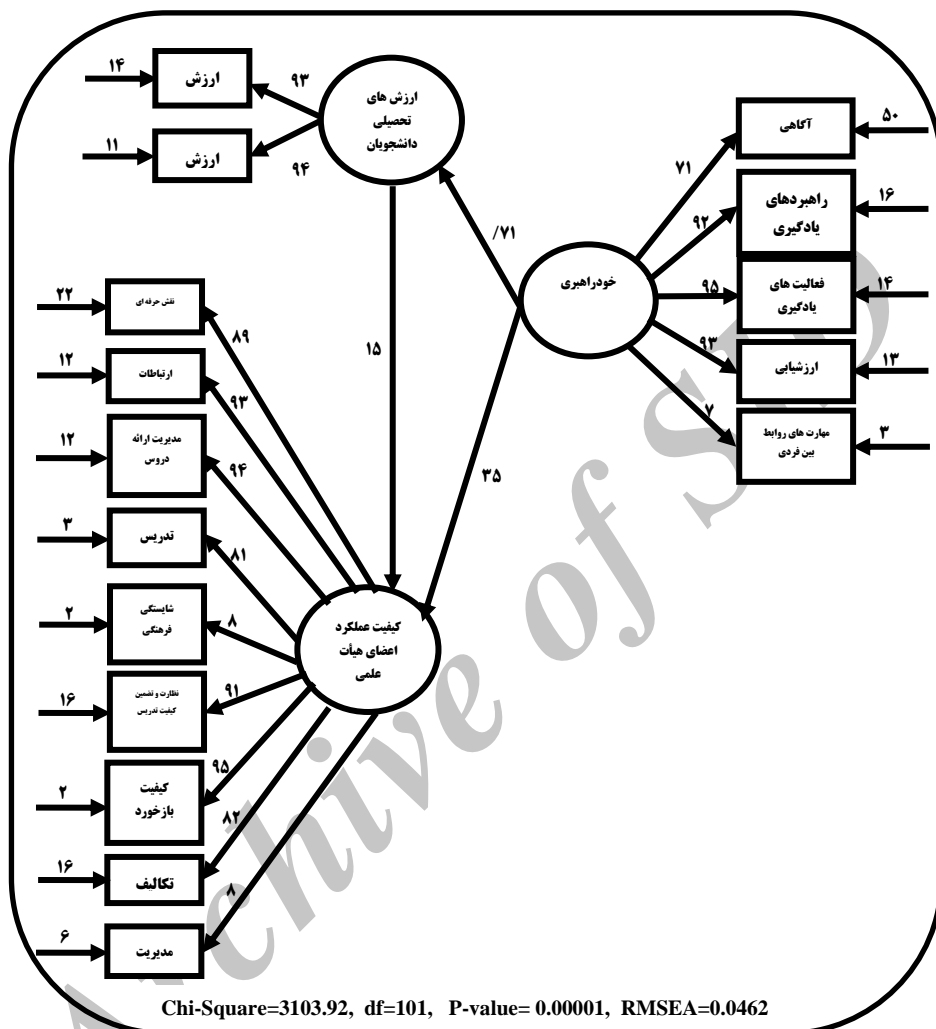 ۱۴
ارزش
۹۳
۱۱
ارزش
۹۴
ارزش های
تحصیلی
دانشجویان
آگاهی
۵۰
۷۱
راهبردهای
یادگیری
۱۶
۹۲
فعالیت های
یادگیری
۱۴
۹۵
ارزشیابی
۱۳
۹۳
مهارت های روابط
بین فردی
۳
۷
خودراهبری
/۷۱
۱۵
۳۵
۲۲
نقش حرفه ای
۸۹
۱۲
ارتباطات
۹۳
۱۲
مدیریت ارائه
دروس
۹۴
۳
تدریس
۸۱
۲
شایستگی
فرهنگی
۸
۱۶
نظارت و تضمین
کیفیت تدریس
۹۱
۲
کیفیت
بازخورد
۹۵
۱۶
تکالیف
۸۲
۶
مدیریت
۸
کیفیت عملکرد
اعضای هیأت
علمی
Archive of SID
Chi-Square=3103.92, df=101, P-value= 0.00001, RMSEA=0.0462